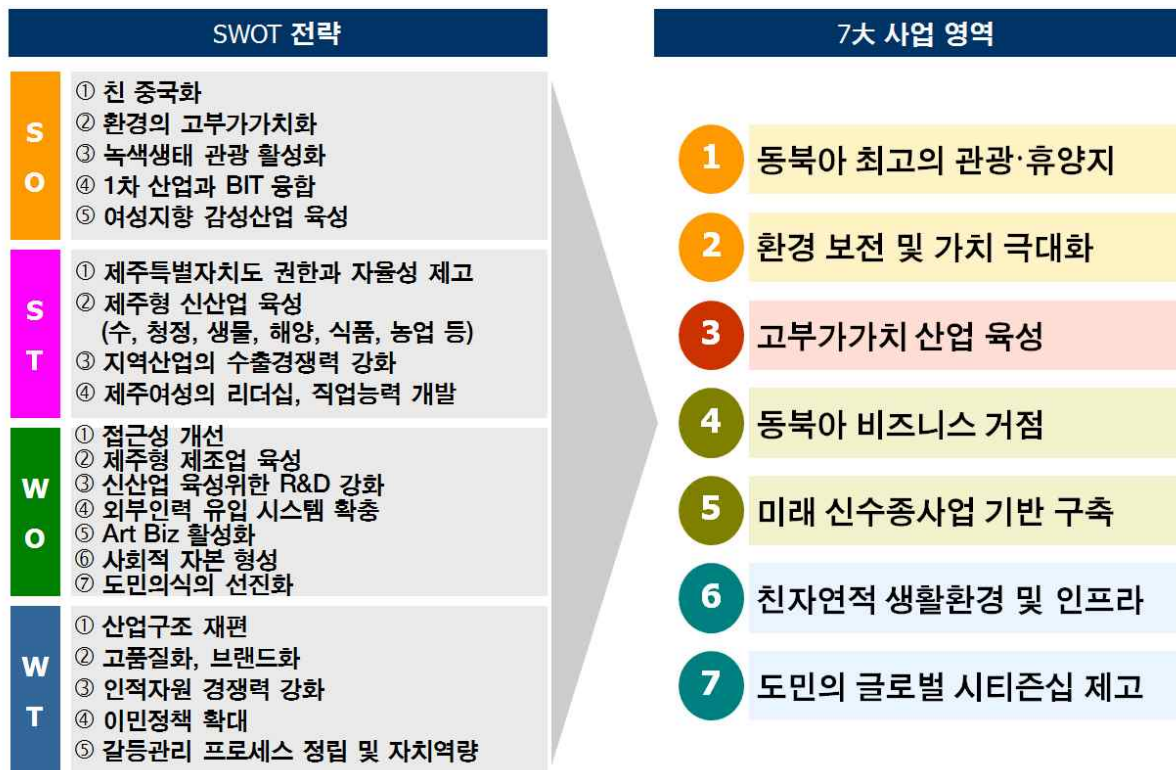 SWOT 전략
S
O
① 친 중국화
② 환경의 고부가가치화
③ 녹색생태 관광 활성화
④ 1차 산업과 BIT 융합
⑤ 여성지향 감성산업 육성
S
T
① 제주특별자치도 권한과 자율성 제고
② 제주형 신산업 육성
(수, 청정, 생물, 해양, 식품, 농업 등)
③ 지역산업의 수출경쟁력 강화
④ 제주여성의 리더십, 직업능력 개발
W
O
① 접근성 개선
② 제주형 제조업 육성
③ 신산업 육성위한 R&D 강화
④ 외부인력 유입 시스템 확충
⑤ Art Biz 활성화
⑥ 사회적 자본 형성
⑦ 도민의식의 선진화
W
T
① 산업구조 재편
② 고품질화, 브랜드화
③ 인적자원 경쟁력 강화
④ 이민정책 확대
⑤ 갈등관리 프로세스 정립 및 자치역량
7大 사업 영역
1 동북아 최고의 관광·휴양지
2 환경 보전 및 가치 극대화
3 고부가가치 산업 육성
4 동북아 비즈니스 거점
5 미래 신수종사업 기반 구축
6 친자연적 생활환경 및 인프라
7 도민의 글로벌 시티즌십 제고